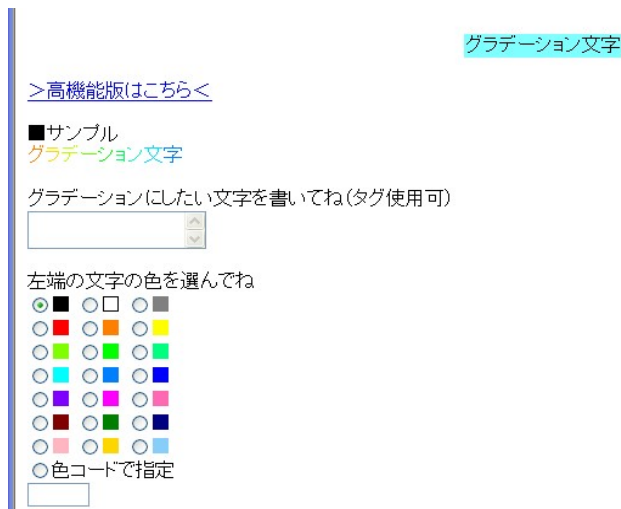 グラデーション文字
>高機能版はこちら<
■サンプル
グラデーション文字
グラデーションにしたい文字を書いてね(タグ使用可)
左端の文字の色を選んでね
色コードで指定